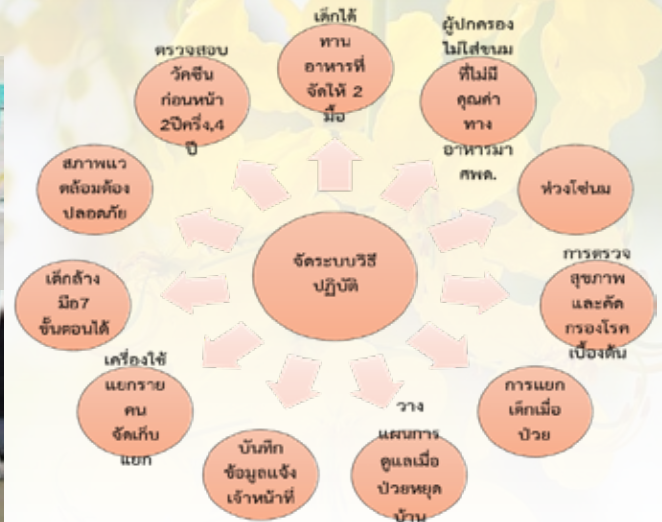 เด็กได้
ทาน
อาหารที่
จัดให้ 2
มื้อ
ผู้ปกครอง
ไม่ใส่ขนม
ที่ไม่มี
คุณค่า
ทาง
อาหารมา
ศพด.
ห่วงโซ่นม
การตรวจ
สุขภาพ
และคัด
กรองโรค
เบื้องต้น
การแยก
เด็กเมื่อ
ป่วย
วาง
แผนการ
ดูแลเมื่อ
ป่วยหยุด
บ้าน
บันทึก
ข้อมูลแจ้ง
เจ้าหน้าที่
เครื่องใช้
แยกราย
คน
จัดเก็บ
แยก
เด็กล้าง
มือ7
ขั้นตอนได้
สภาพแว
ดล้อมต้อง
ปลอดภัย
ตรวจสอบ
วัคซีน
ก่อนหน้า
2ปีครึ่ง,4
ปี
จัดระบบวิธี
ปฏิบัติ